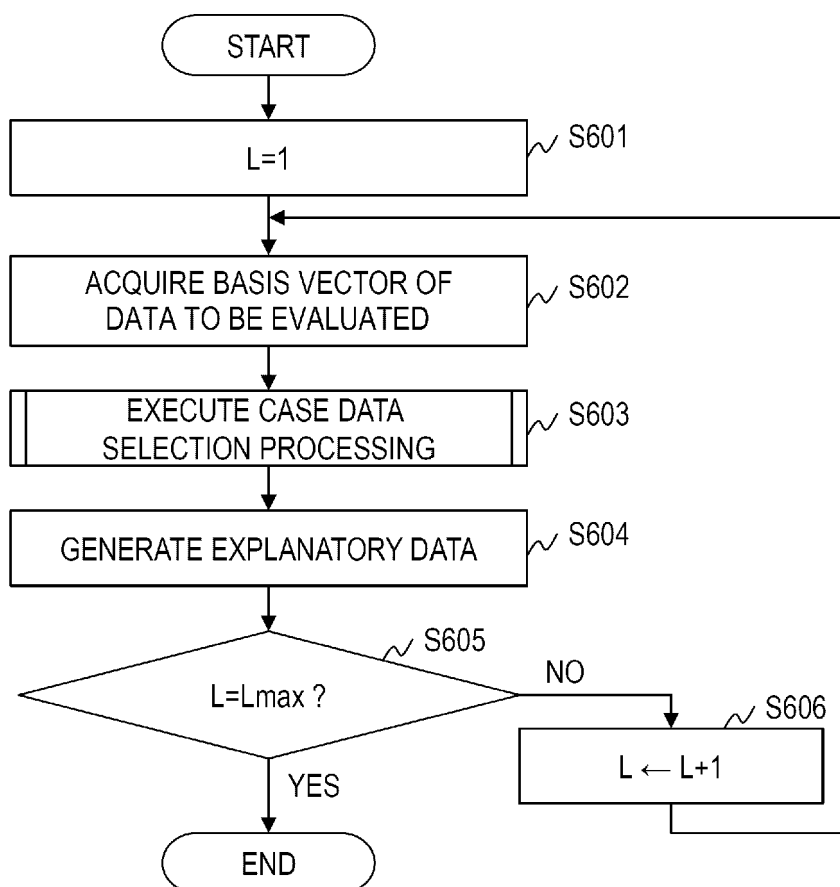 START
L=1
S601
ACQUIRE BASIS VECTOR OF
DATA TO BE EVALUATED
S602
EXECUTE CASE DATA
SELECTION PROCESSING
S603
GENERATE EXPLANATORY DATA
S604
S605
L=Lmax ?
NO
S606
L ← L+1
YES
END